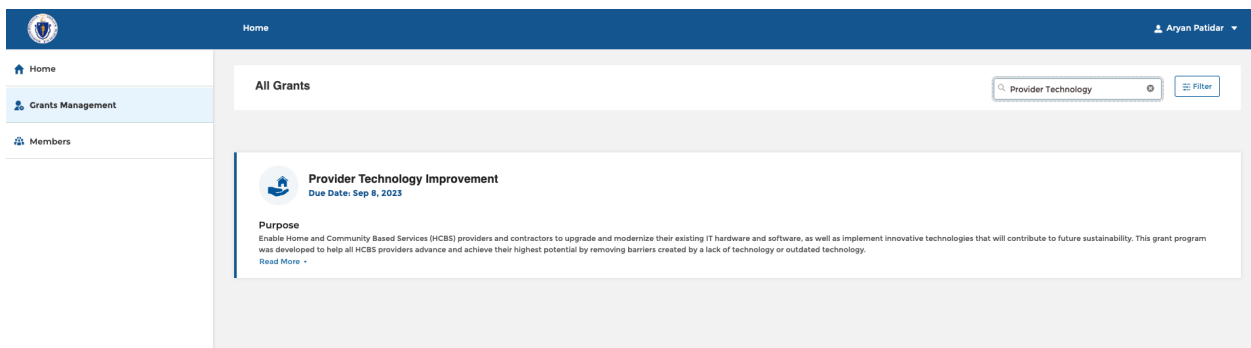 Home
Aryan Patidar
Home
Grants Management
Members
All Grants
Provider Technology
Filter
Provider Technology Improvement
Due Date: Sep 8, 2023
Purpose
Enable Home and Community Based Services (HCBS) providers and contractors to upgrade and modernize their existing IT hardware and software, as well as implement innovative technologies that will contribute to future sustainability. This grant program
was developed to help all HCBS providers advance and achieve their highest potential by removing barriers created by a lack of technology or outdated technology.
Read More